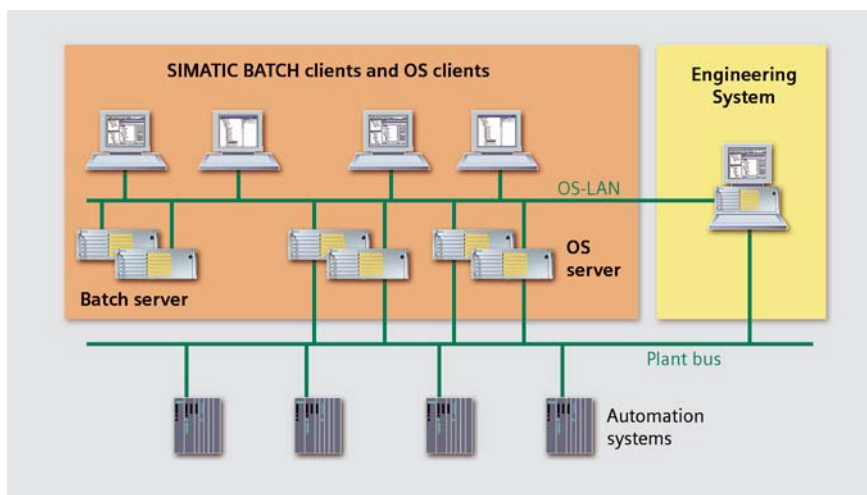 SIMATIC BATCH clients and OS clients
Engineering
System
OS-LAN
OS
server
Batch server
Plant bus
Automation
systems